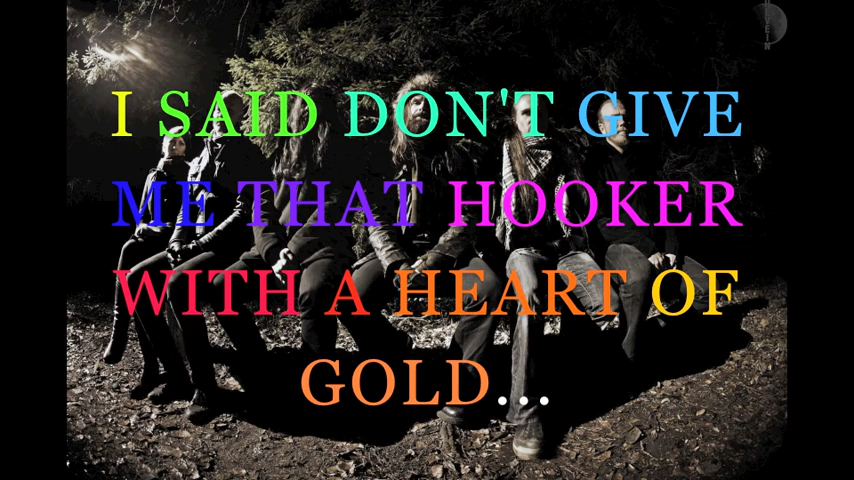 I SAID DON'T GIVE
ME THAT HOOKER
WITH A HEART OF
GOLD...